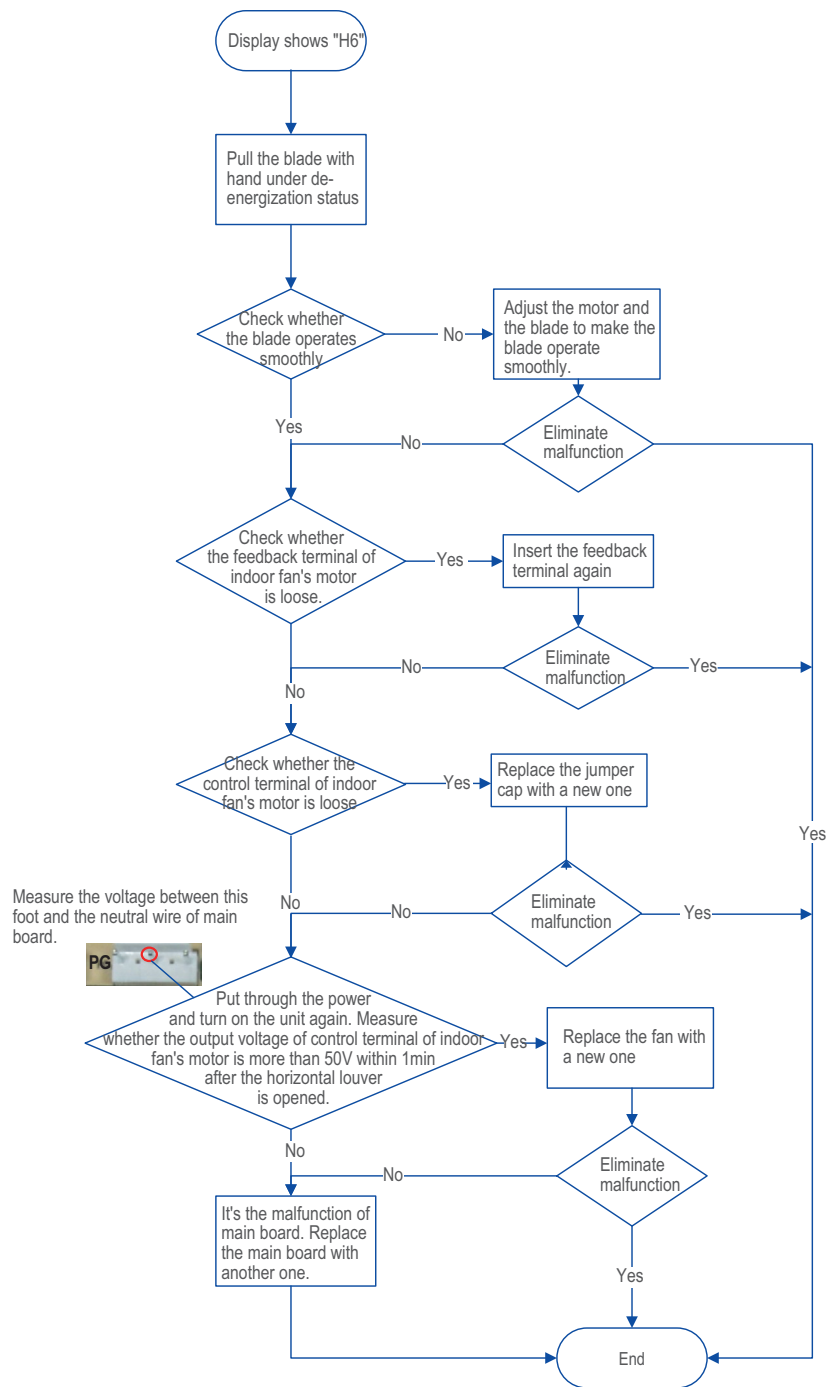 Display shows "H6"
Pull the blade with
hand under de-
energization status
Check whether
the blade operates
smoothly
No
Adjust the motor and
the blade to make the
blade operate
smoothly.
Yes
No
Eliminate
malfunction
Check whether
the feedback terminal of
indoor fan's motor
is loose.
Yes
Insert the feedback
terminal again
No
Eliminate
malfunction
Yes
No
Check whether the
control terminal of indoor
fan's motor is loose
Yes
Replace the jumper
cap with a new one
Yes
Measure the voltage between this
foot and the neutral wire of main
board.
No
No
Eliminate
malfunction
Yes
PG
Put through the power
and turn on the unit again. Measure
whether the output voltage of control terminal of indoor
fan's motor is more than 50V within 1min
after the horizontal louver
is opened.
Yes
Replace the fan with
a new one
No
No
Eliminate
malfunction
It's the malfunction of
main board. Replace
the main board with
another one.
Yes
End